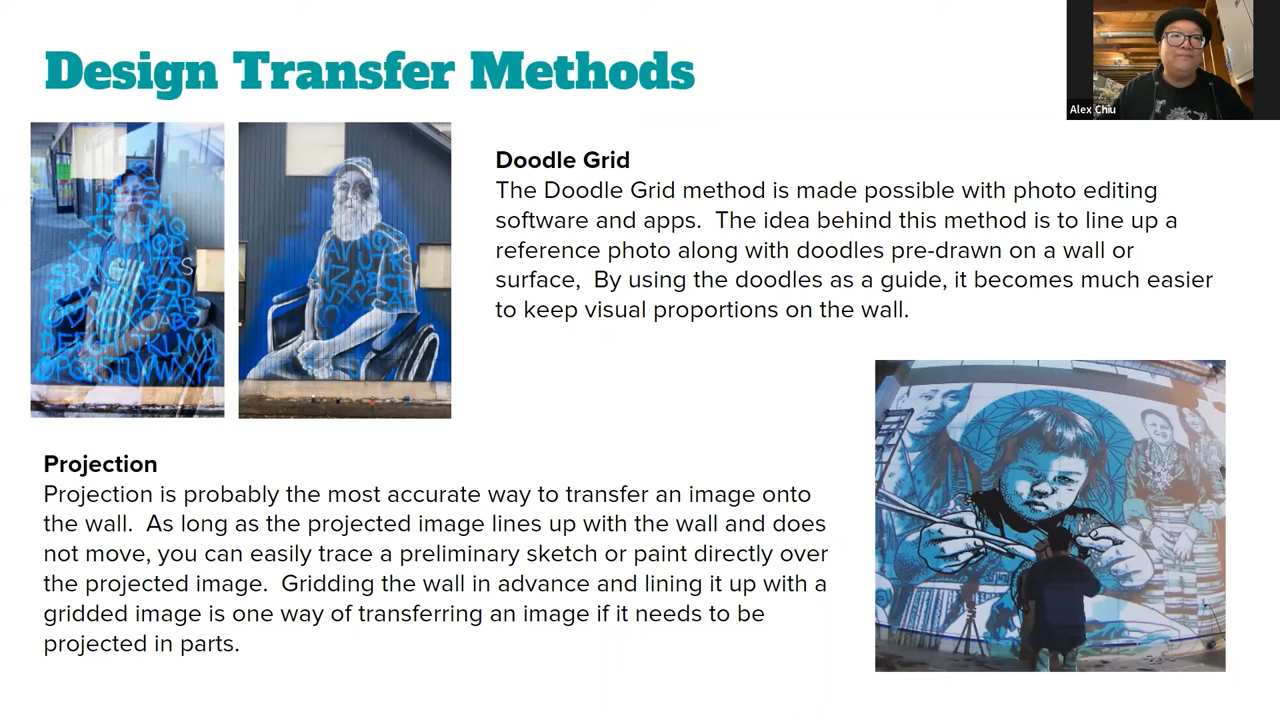 Design Transfer Methods
Alex Chiu
Doodle Grid
The Doodle Grid method is made possible with photo editing
software and apps.  The idea behind this method is to line up a
reference photo along with doodles pre-drawn on a wall or
surface,  By using the doodles as a guide, it becomes much easier
to keep visual proportions on the wall.
Projection
Projection is probably the most accurate way to transfer an image onto
the wall.  As long as the projected image lines up with the wall and does
not move, you can easily trace a preliminary sketch or paint directly over
the projected image.  Gridding the wall in advance and lining it up with a
gridded image is one way of transferring an image if it needs to be
projected in parts.